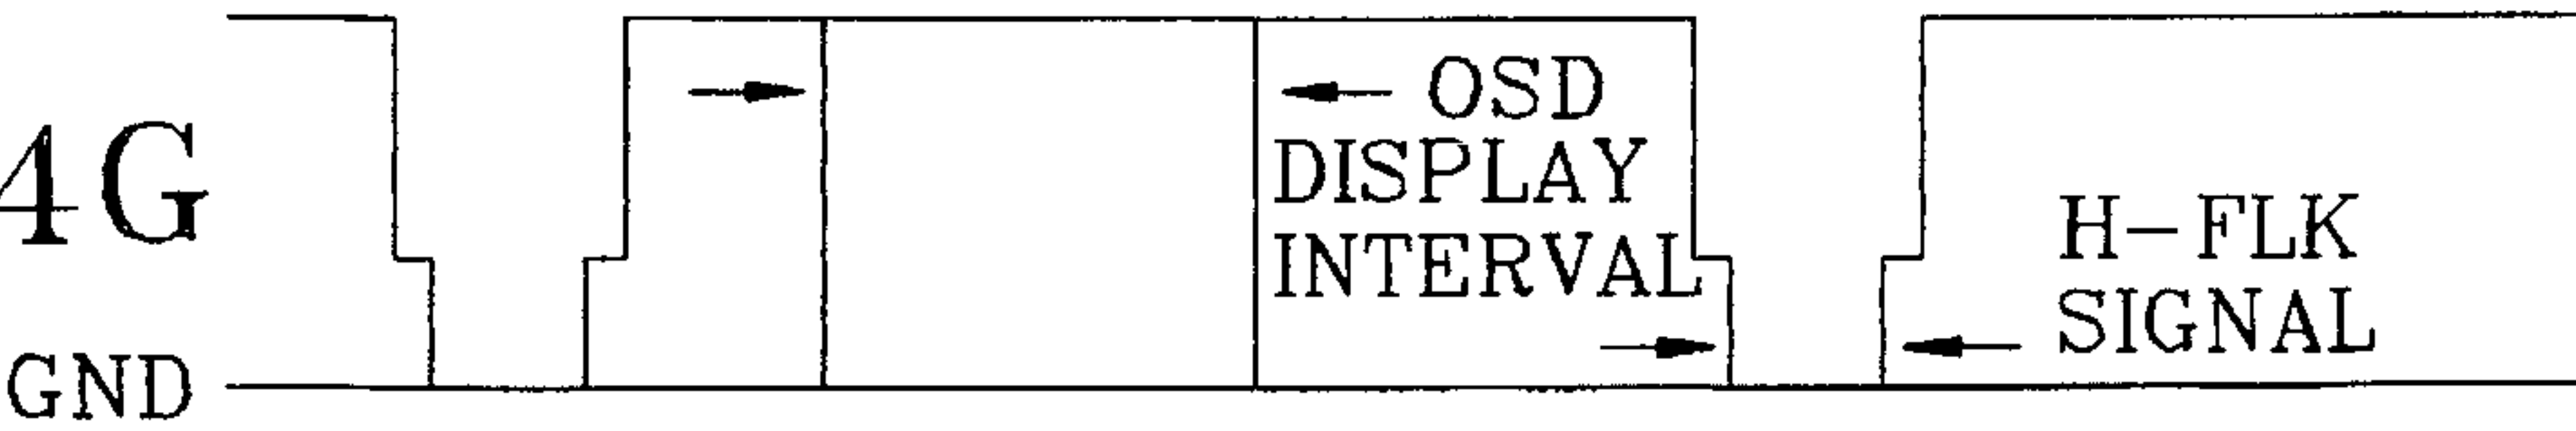 4G
OSD
DISPLAY
INTERVAL
H-FLK
SIGNAL
GND